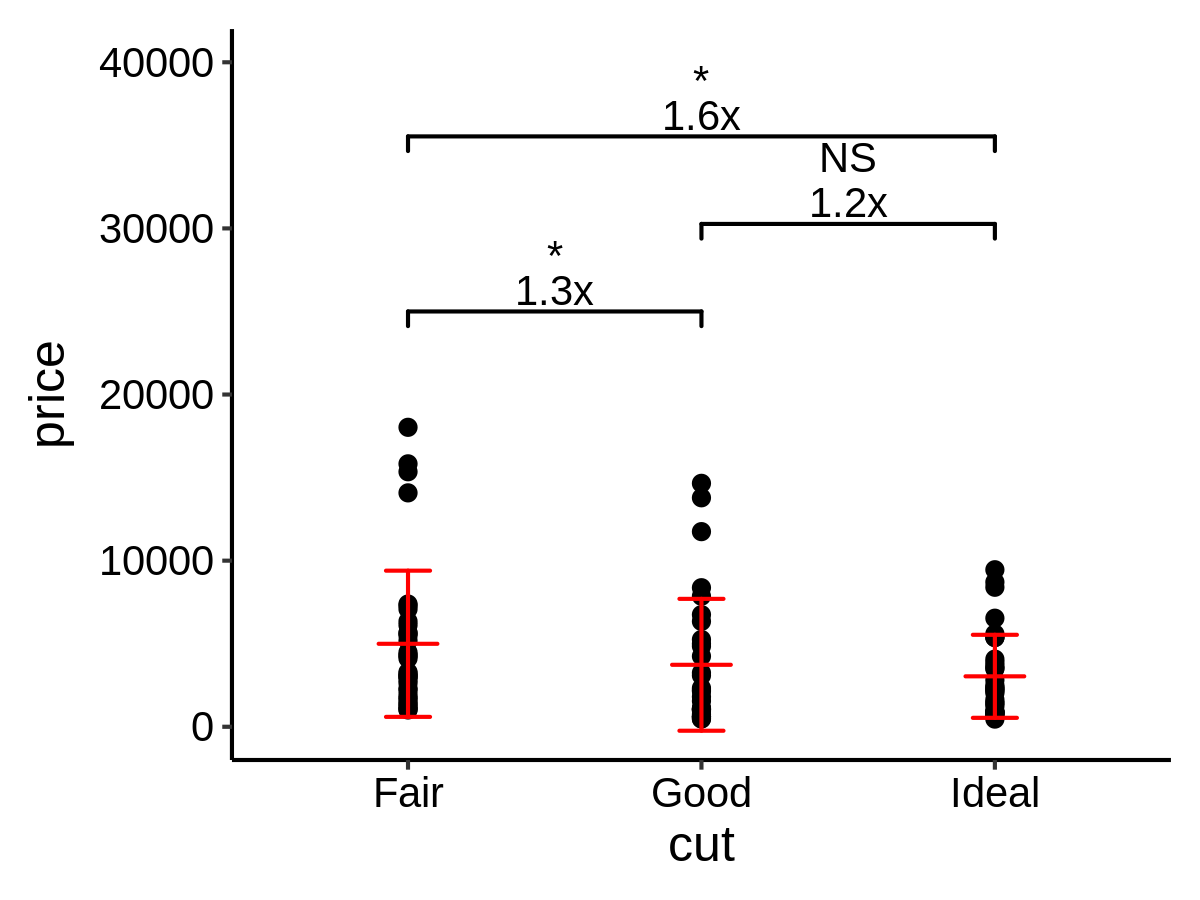 40000
*
1.6x
NS
1.2x
30000
*
1.3x
20000
price
10000
0
Fair Good Ideal
cut